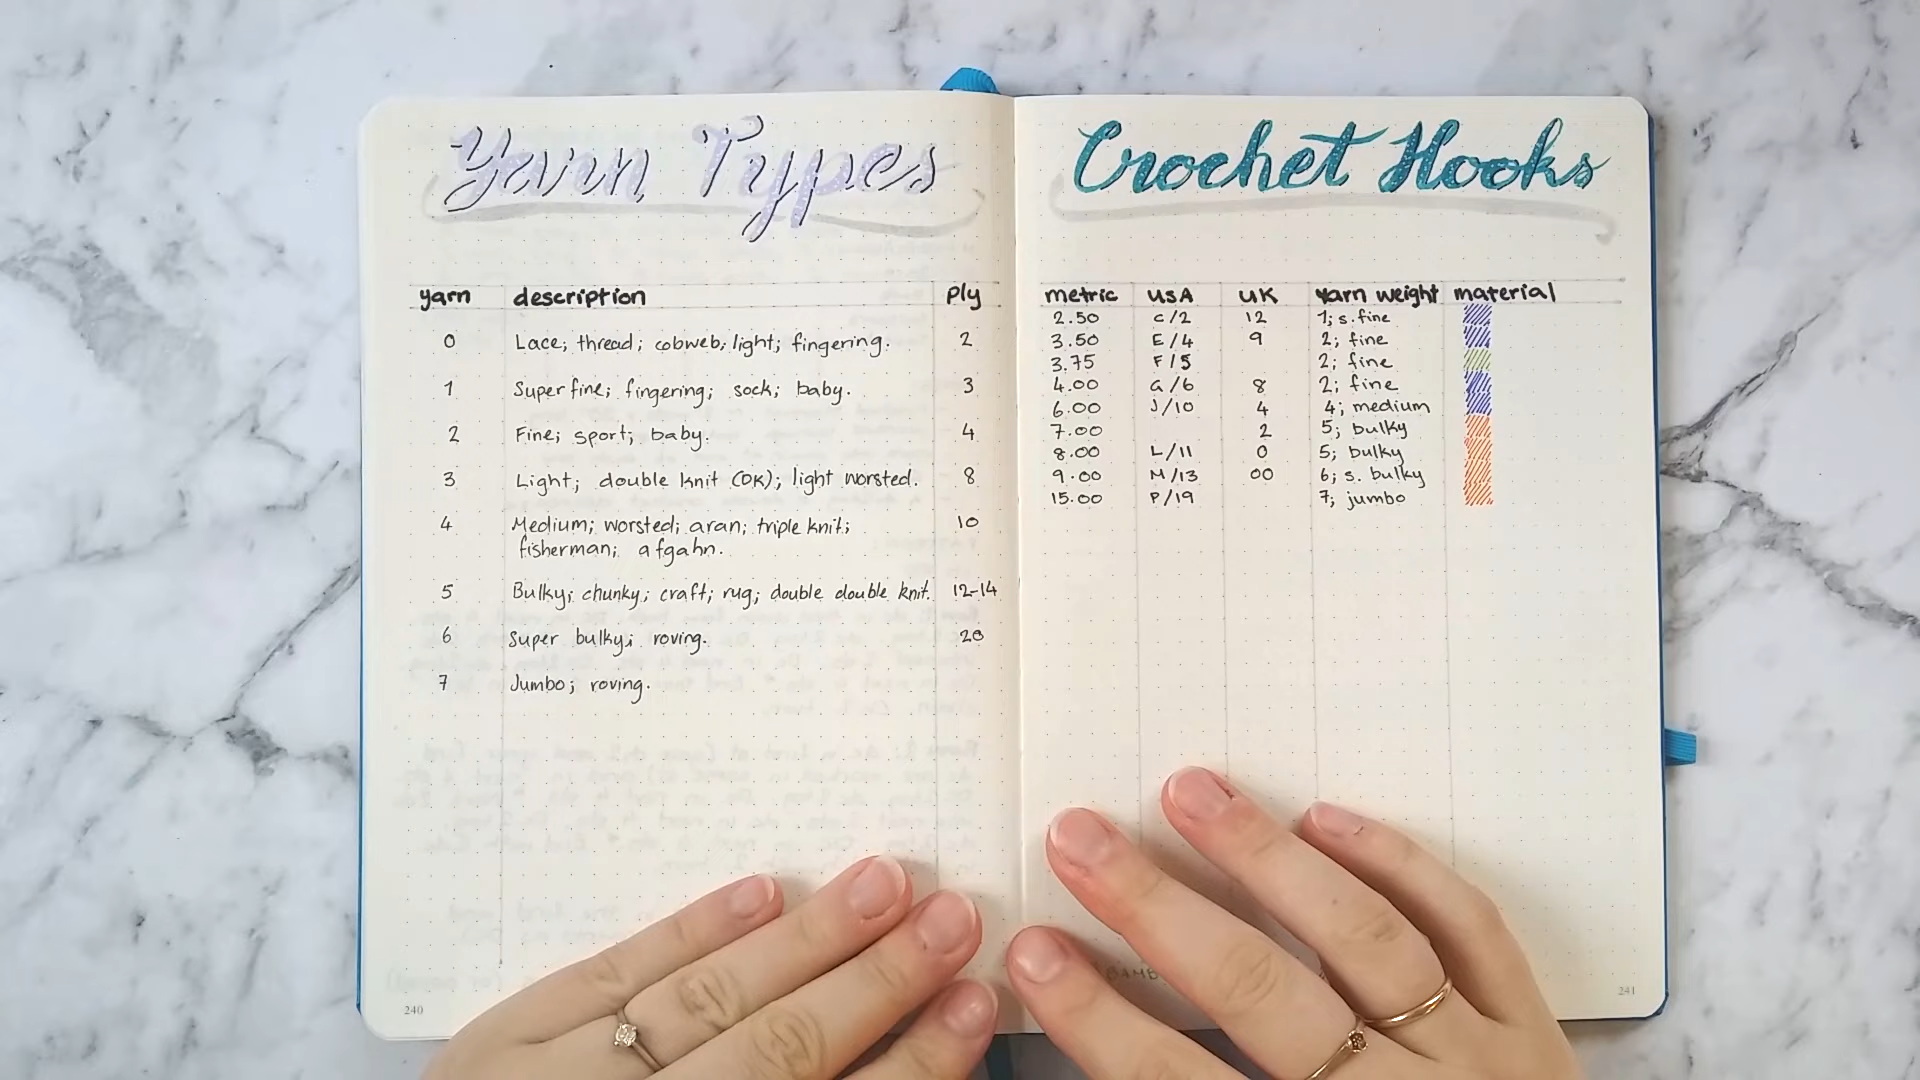 Yarn Types
yarn description ply
0 Lace; thread; cobweb; light; fingering. 2
1 Super fine; fingering; sock; baby. 3
2 Fine; sport; baby. 4
3 Light; double knit (DK); light worsted. 8
4 Medium; worsted; aran; triple knit; 10
fisherman; afgahn.
5 Bulky; chunky; craft; rug; double double knit. 12-14
6 Super bulky; roving. 20
7 Jumbo; roving.
240
Crochet Hooks
metric USA UK Yarn weight material
2.50 C/2 12 1; s. fine
3.50 E/4 9 2; fine
3.75 F/5 2; fine
4.00 G/6 8 2; fine
6.00 J/10 4 4; medium
7.00 2 5; bulky
8.00 L/11 0 5; bulky
9.00 M/13 00 6; s. bulky
15.00 P/19 7; jumbo
241